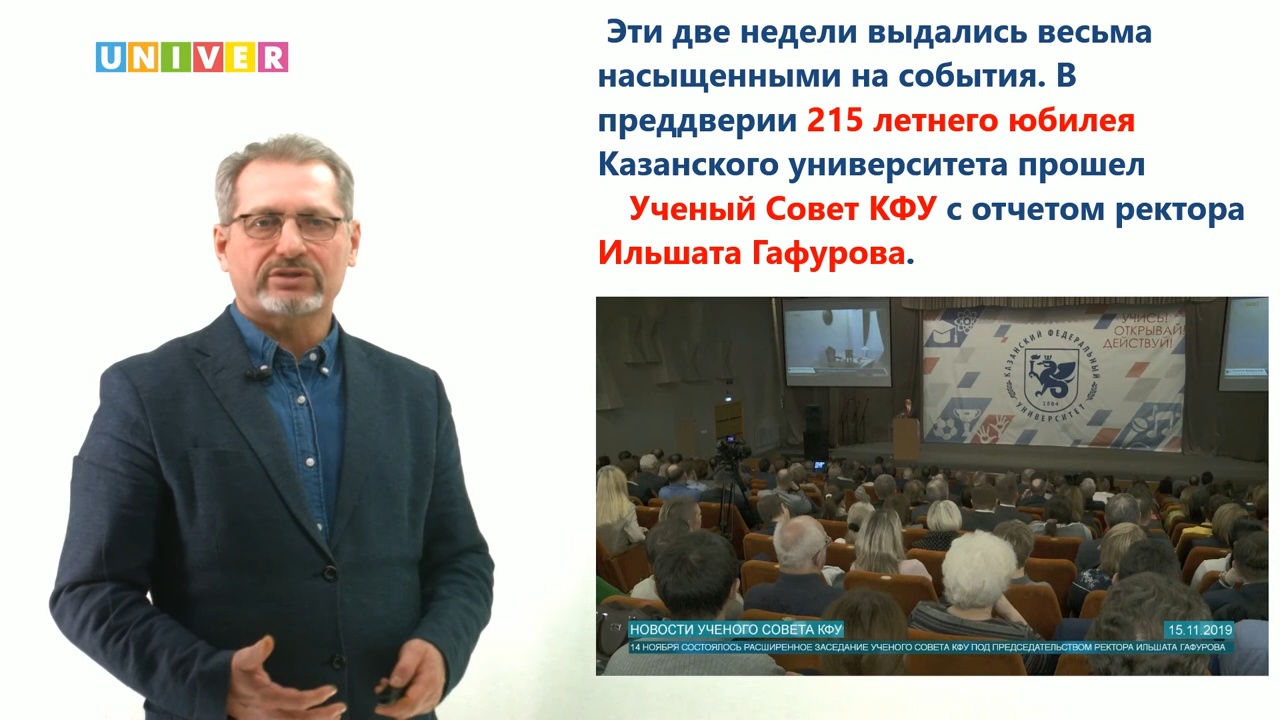 UNIVER
Эти две недели выдались весьма
насыщенными на события. В
преддверии 215 летнего юбилея
Казанского университета прошел
Ученый Совет КФУ с отчетом ректора
Ильшата Гафурова.
УЧИСЬ!
ОТКРЫВАЙ!
ДЕЙСТВУЙ!
КАЗАНСКИЙ ФЕДЕРАЛЬНЫЙ
1804
УНИВЕРСИТЕТ
НОВОСТИ УЧЕНОГО СОВЕТА КФУ
15.11.2019
14 НОЯБРЯ СОСТОЯЛОСЬ РАСШИРЕННОЕ ЗАСЕДАНИЕ УЧЕНОГО СОВЕТА КФУ ПОД ПРЕДСЕДАТЕЛЬСТВОМ РЕКТОРА ИЛЬШАТА ГАФУРОВА